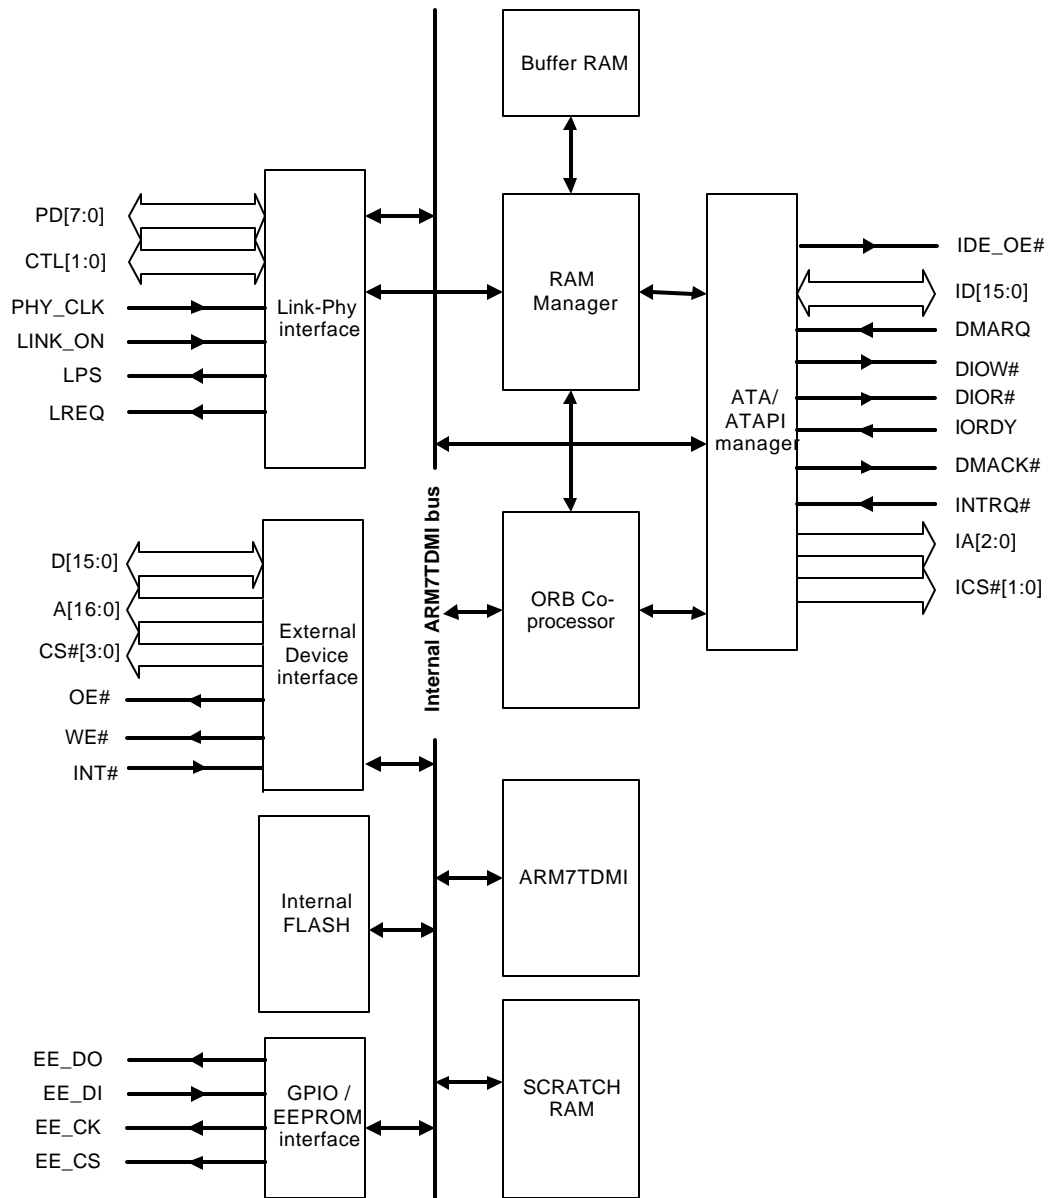 Buffer RAM
PD[7:0]
CTL[1:0]
PHY_CLK
LINK_ON
LPS
LREQ
Link-Phy
interface
RAM
Manager
ATA/
ATAPI
manager
IDE_OE#
ID[15:0]
DMARQ
DIOW#
DIOR#
IORDY
DMACK#
INTRQ#
IA[2:0]
ICS#[1:0]
Internal ARM7TDMI bus
D[15:0]
A[16:0]
CS#[3:0]
OE#
WE#
INT#
External
Device
interface
ORB Co-
processor
Internal
FLASH
ARM7TDMI
EE_DO
EE_DI
EE_CK
EE_CS
GPIO /
EEPROM
interface
SCRATCH
RAM